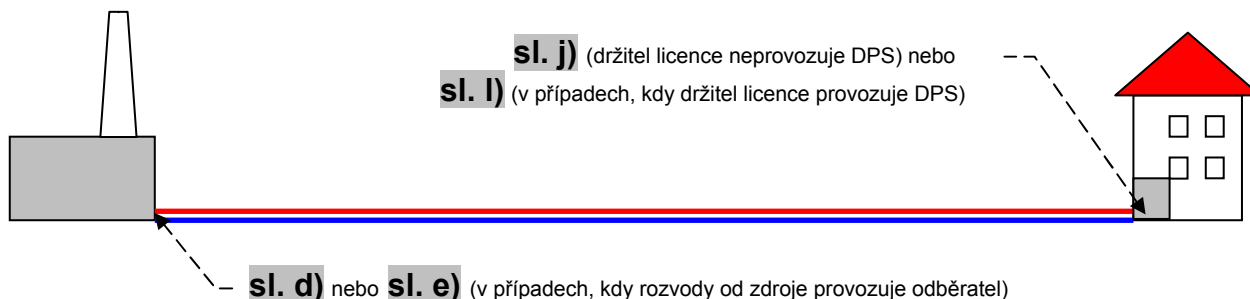 sl. j) (držitel licence neprovozuje DPS) nebo
sl. l) (v případech, kdy držitel licence provozuje DPS)
sl. d) nebo sl. e) (v případech, kdy rozvody od zdroje provozuje odběratel)